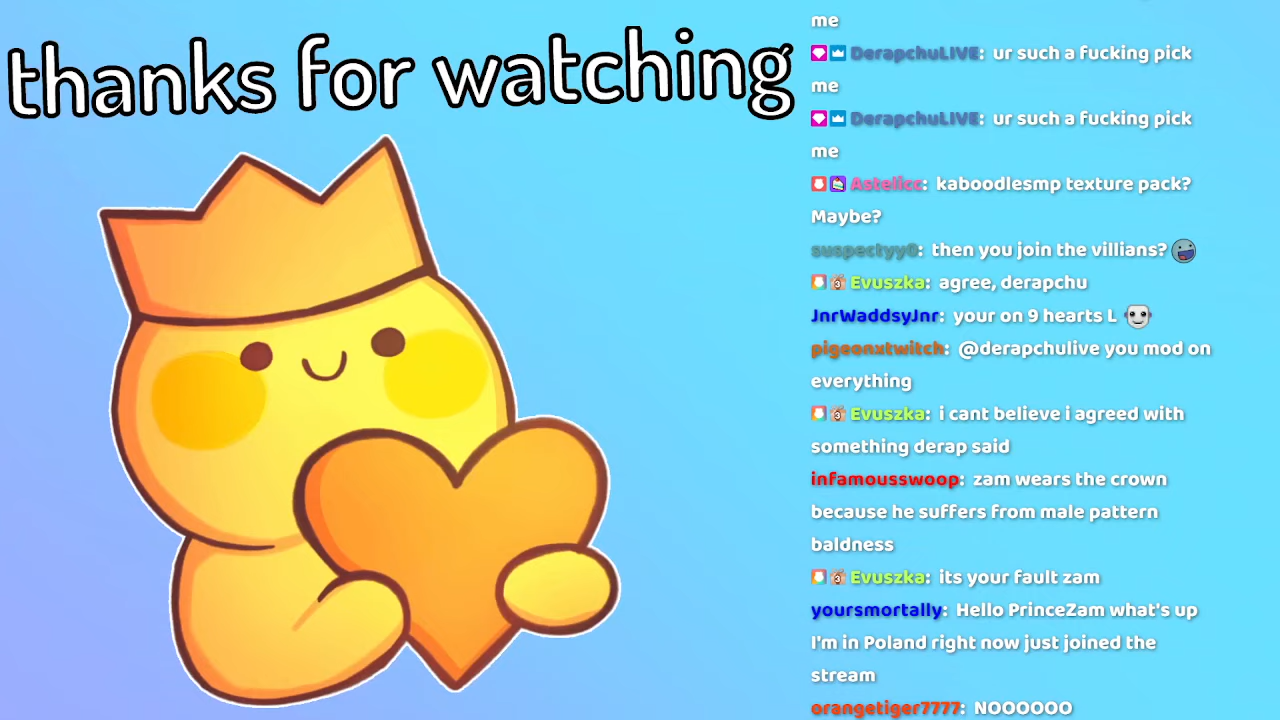 thanks for watching
me
DerapchuLIVE: ur such a fucking pick
me
DerapchuLIVE: ur such a fucking pick
me
Astelicc: kaboodlesmp texture pack?
Maybe?
suspectyy0: then you join the villians?
Evuszka: agree, derapchu
JnrWaddsyJnr: your on 9 hearts L
pigeonxtwitch: @derapchulive you mod on
everything
Evuszka: i cant believe i agreed with
something derap said
infamousswoop: zam wears the crown
because he suffers from male pattern
baldness
Evuszka: its your fault zam
yoursmortally: Hello PrinceZam what's up
I'm in Poland right now just joined the
stream
orangetiger7777: NOOOOOO